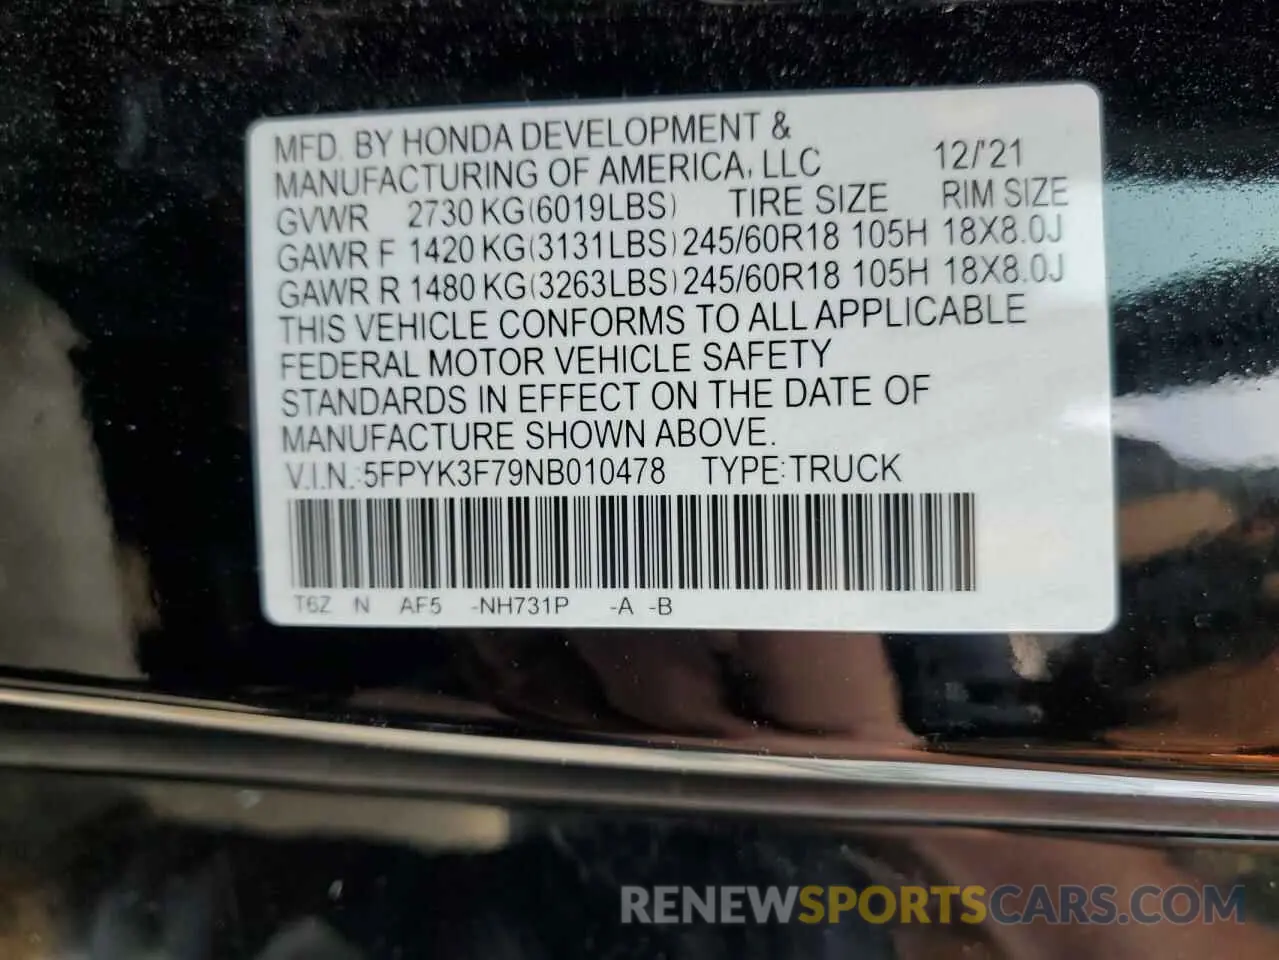 MFD. BY HONDA DEVELOPMENT &
MANUFACTURING OF AMERICA, LLC 12/'21
GVWR 2730 KG(6019LBS) TIRE SIZE RIM SIZE
GAWR F 1420 KG(3131LBS) 245/60R18 105H 18X8.0J
GAWR R 1480 KG(3263LBS) 245/60R18 105H 18X8.0J
THIS VEHICLE CONFORMS TO ALL APPLICABLE
FEDERAL MOTOR VEHICLE SAFETY
STANDARDS IN EFFECT ON THE DATE OF
MANUFACTURE SHOWN ABOVE.
V.I.N.:5FPYK3F79NB010478 TYPE:TRUCK
T6Z N AF5 -NH731P -A -B
RENEWSPORTSCARS.COM